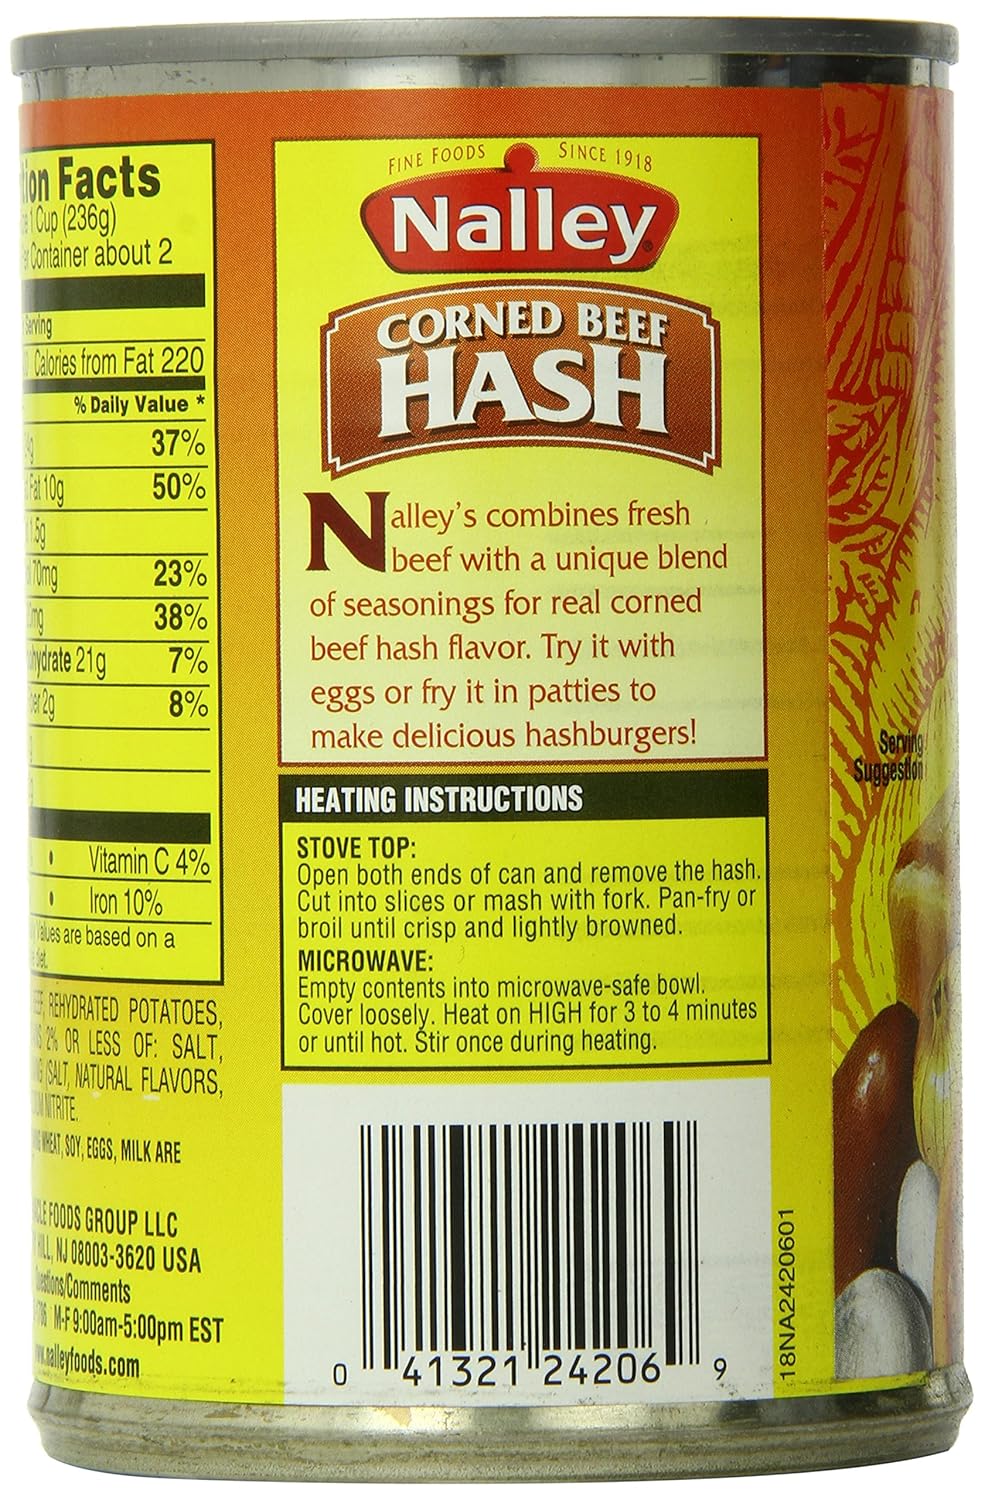 Facts
1 Cup (236g)
Container about 2
Serving
Calories from Fat 220
% Daily Value *
37%
Fat 10g 50%
1.5g
70mg 23%
38%
21g 7%
2g 8%
• Vitamin C 4%
• Iron 10%
Values are based on a
diet.
REHYDRATED POTATOES,
2% OR LESS OF: SALT,
(SALT, NATURAL FLAVORS,
NITRITE.
WHEAT, SOY, EGGS, MILK ARE
FOODS GROUP LLC
HILL, NJ 08003-3620 USA
Questions/Comments
M-F 9:00am-5:00pm EST
.nalleyfoods.com
FINE FOODS SINCE 1918
Nalley®
CORNED BEEF
HASH
Nalley's combines fresh
beef with a unique blend
of seasonings for real corned
beef hash flavor. Try it with
eggs or fry it in patties to
make delicious hashburgers!
HEATING INSTRUCTIONS
STOVE TOP:
Open both ends of can and remove the hash.
Cut into slices or mash with fork. Pan-fry or
broil until crisp and lightly browned.
MICROWAVE:
Empty contents into microwave-safe bowl.
Cover loosely. Heat on HIGH for 3 to 4 minutes
or until hot. Stir once during heating.
0 41321 24206 9
18NA2420601
Serving
Suggestion